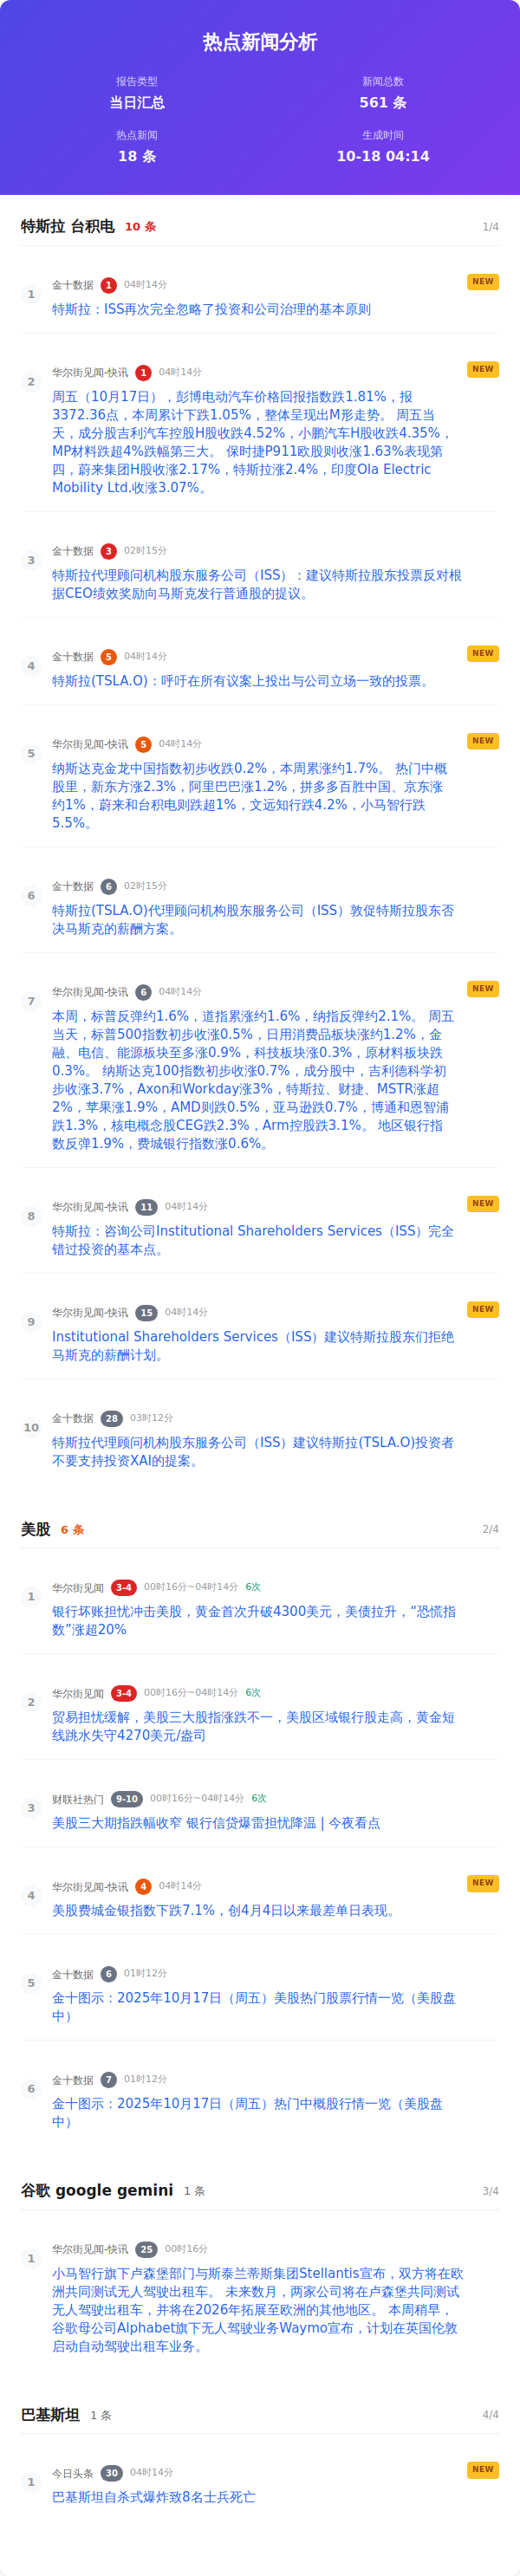 热点新闻分析
报告类型
当日汇总
新闻总数
561 条
热点新闻
18 条
生成时间
10-18 04:14
特斯拉 台积电 10 条 1/4
1
金十数据 1 04时14分 NEW
特斯拉：ISS再次完全忽略了投资和公司治理的基本原则
2
华尔街见闻-快讯 1 04时14分 NEW
周五（10月17日），彭博电动汽车价格回报指数跌1.81%，报
3372.36点，本周累计下跌1.05%，整体呈现出M形走势。 周五当
天，成分股吉利汽车控股H股收跌4.52%，小鹏汽车H股收跌4.35%，
MP材料跌超4%跌幅第三大。 保时捷P911欧股则收涨1.63%表现第
四，蔚来集团H股收涨2.17%，特斯拉涨2.4%，印度Ola Electric
Mobility Ltd.收涨3.07%。
3
金十数据 3 02时15分
特斯拉代理顾问机构股东服务公司（ISS）：建议特斯拉股东投票反对根
据CEO绩效奖励向马斯克发行普通股的提议。
4
金十数据 5 04时14分 NEW
特斯拉(TSLA.O)：呼吁在所有议案上投出与公司立场一致的投票。
5
华尔街见闻-快讯 5 04时14分 NEW
纳斯达克金龙中国指数初步收跌0.2%，本周累涨约1.7%。 热门中概
股里，新东方涨2.3%，阿里巴巴涨1.2%，拼多多百胜中国、京东涨
约1%，蔚来和台积电则跌超1%，文远知行跌4.2%，小马智行跌
5.5%。
6
金十数据 6 02时15分
特斯拉(TSLA.O)代理顾问机构股东服务公司（ISS）敦促特斯拉股东否
决马斯克的薪酬方案。
7
华尔街见闻-快讯 6 04时14分 NEW
本周，标普反弹约1.6%，道指累涨约1.6%，纳指反弹约2.1%。 周五
当天，标普500指数初步收涨0.5%，日用消费品板块涨约1.2%，金
融、电信、能源板块至多涨0.9%，科技板块涨0.3%，原材料板块跌
0.3%。 纳斯达克100指数初步收涨0.7%，成分股中，吉利德科学初
步收涨3.7%，Axon和Workday涨3%，特斯拉、财捷、MSTR涨超
2%，苹果涨1.9%，AMD则跌0.5%，亚马逊跌0.7%，博通和恩智浦
跌1.3%，核电概念股CEG跌2.3%，Arm控股跌3.1%。 地区银行指
数反弹1.9%，费城银行指数涨0.6%。
8
华尔街见闻-快讯 11 04时14分 NEW
特斯拉：咨询公司Institutional Shareholders Services（ISS）完全
错过投资的基本点。
9
华尔街见闻-快讯 15 04时14分 NEW
Institutional Shareholders Services（ISS）建议特斯拉股东们拒绝
马斯克的薪酬计划。
10
金十数据 28 03时12分
特斯拉代理顾问机构股东服务公司（ISS）建议特斯拉(TSLA.O)投资者
不要支持投资XAI的提案。
美股 6 条 2/4
1
华尔街见闻 3-4 00时16分~04时14分 6次
银行坏账担忧冲击美股，黄金首次升破4300美元，美债拉升，“恐慌指
数”涨超20%
2
华尔街见闻 3-4 00时16分~04时14分 6次
贸易担忧缓解，美股三大股指涨跌不一，美股区域银行股走高，黄金短
线跳水失守4270美元/盎司
3
财联社热门 9-10 00时16分~04时14分 6次
美股三大期指跌幅收窄 银行信贷爆雷担忧降温 | 今夜看点
4
华尔街见闻-快讯 4 04时14分 NEW
美股费城金银指数下跌7.1%，创4月4日以来最差单日表现。
5
金十数据 6 01时12分
金十图示：2025年10月17日（周五）美股热门股票行情一览（美股盘
中）
6
金十数据 7 01时12分
金十图示：2025年10月17日（周五）热门中概股行情一览（美股盘
中）
谷歌 google gemini 1 条 3/4
1
华尔街见闻-快讯 25 00时16分
小马智行旗下卢森堡部门与斯泰兰蒂斯集团Stellantis宣布，双方将在欧
洲共同测试无人驾驶出租车。 未来数月，两家公司将在卢森堡共同测试
无人驾驶出租车，并将在2026年拓展至欧洲的其他地区。 本周稍早，
谷歌母公司Alphabet旗下无人驾驶业务Waymo宣布，计划在英国伦敦
启动自动驾驶出租车业务。
巴基斯坦 1 条 4/4
1
今日头条 30 04时14分 NEW
巴基斯坦自杀式爆炸致8名士兵死亡